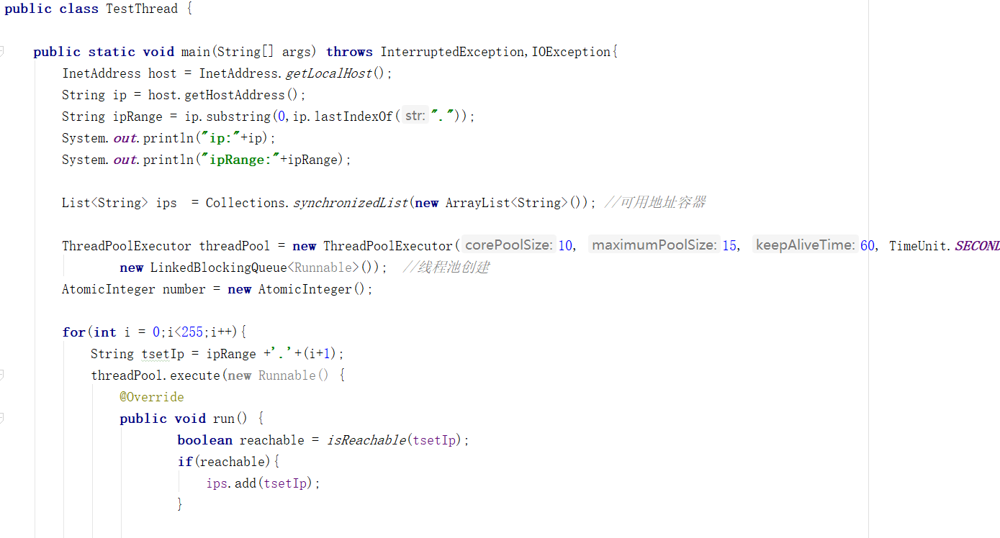 public class TestThread {
public static void main(String[] args) throws InterruptedException,IOException{
InetAddress host = InetAddress.getLocalHost();
String ip = host.getHostAddress();
String ipRange = ip.substring(0,ip.lastIndexOf( str: "."));
System.out.println("ip:"+ip);
System.out.println("ipRange:"+ipRange);
List<String> ips  = Collections.synchronizedList(new ArrayList<String>()); //可用地址容器
ThreadPoolExecutor threadPool = new ThreadPoolExecutor( corePoolSize: 10, maximumPoolSize: 15, keepAliveTime: 60, TimeUnit.SECOND
new LinkedBlockingQueue<Runnable>());  //线程池创建
AtomicInteger number = new AtomicInteger();
for(int i = 0;i<255;i++){
String tsetIp = ipRange +'.'+(i+1);
threadPool.execute(new Runnable() {
@Override
public void run() {
boolean reachable = isReachable(tsetIp);
if(reachable){
ips.add(tsetIp);
}